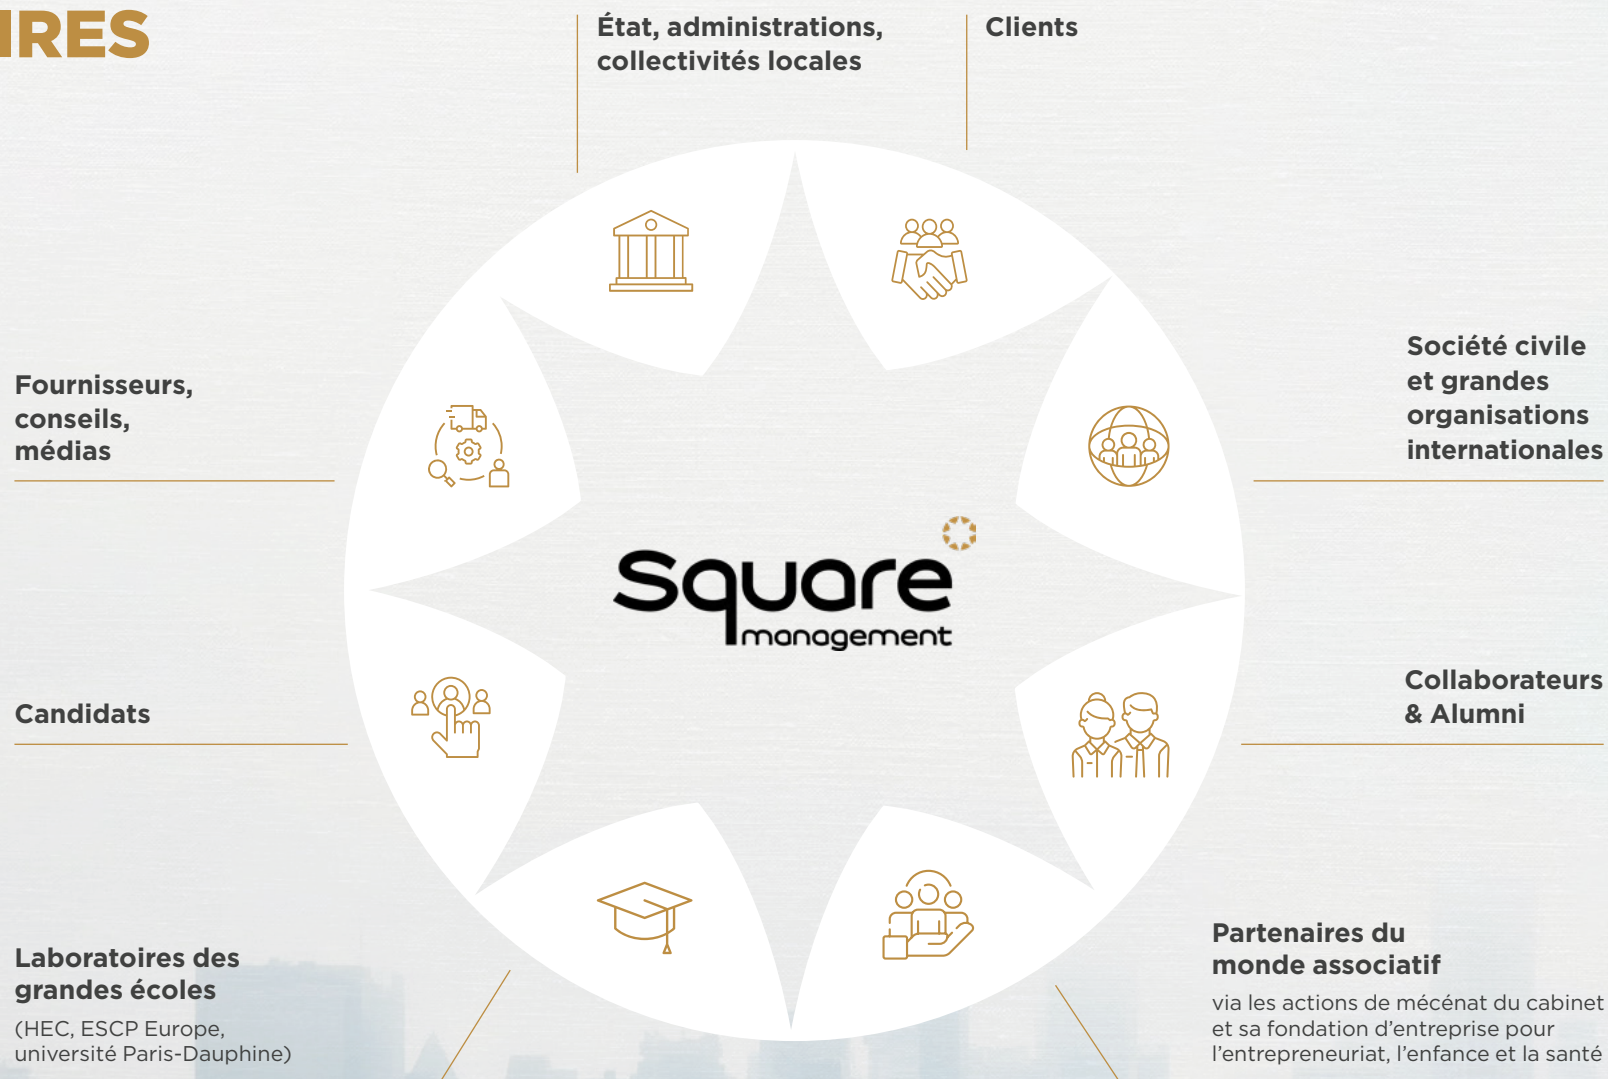 IRES
État, administrations,
collectivités locales
Clients
Société civile
et grandes
organisations
internationales
Fournisseurs,
conseils,
médias
Square
management
Collaborateurs
& Alumni
Candidats
Partenaires du
monde associatif
via les actions de mécénat du cabinet
et sa fondation d’entreprise pour
l’entrepreneuriat, l’enfance et la santé
Laboratoires des
grandes écoles
(HEC, ESCP Europe,
université Paris-Dauphine)